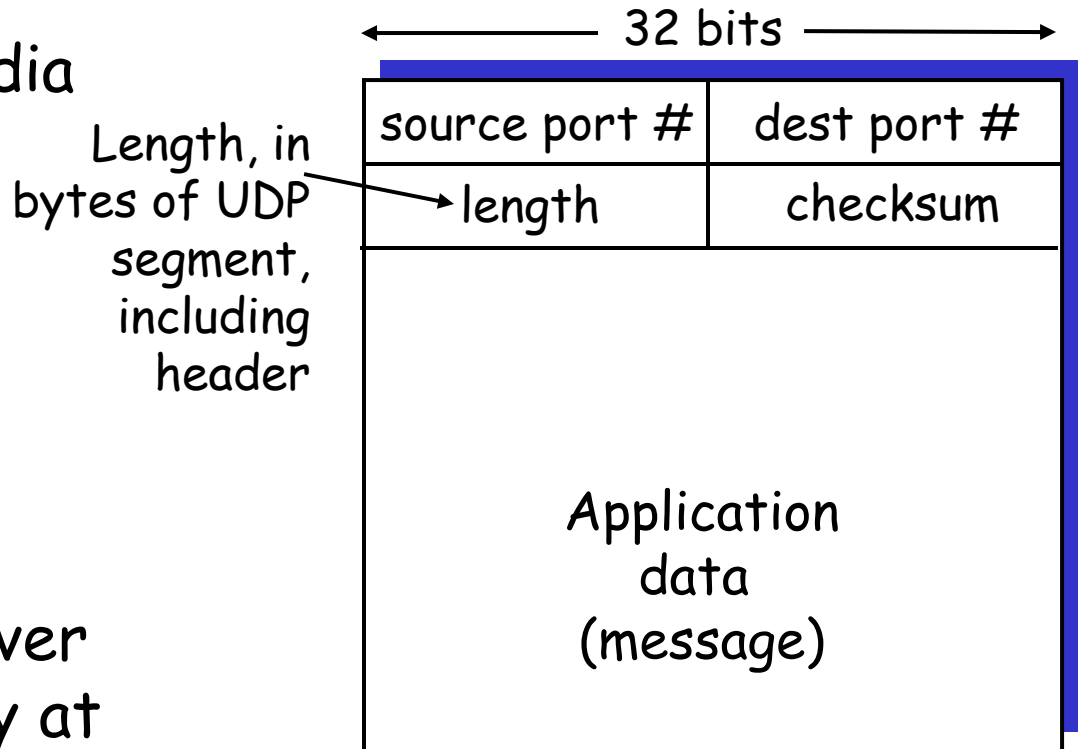 32 bits
dia
source port #
dest port #
Length, in
bytes of UDP
segment,
including
header
length
checksum
Application
data
(message)
ver
y at